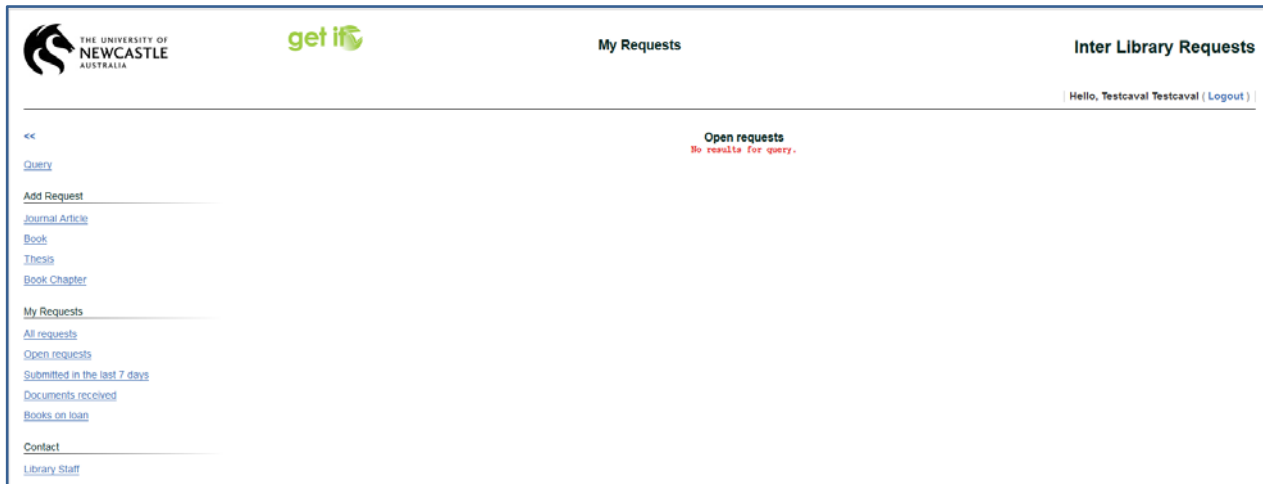 THE UNIVERSITY OF
NEWCASTLE
AUSTRALIA
get it
My Requests
Inter Library Requests
Hello, Testcaval Testcaval ( Logout )
<<
Open requests
No results for query.
Query
Add Request
Journal Article
Book
Thesis
Book Chapter
My Requests
All requests
Open requests
Submitted in the last 7 days
Documents received
Books on loan
Contact
Library Staff